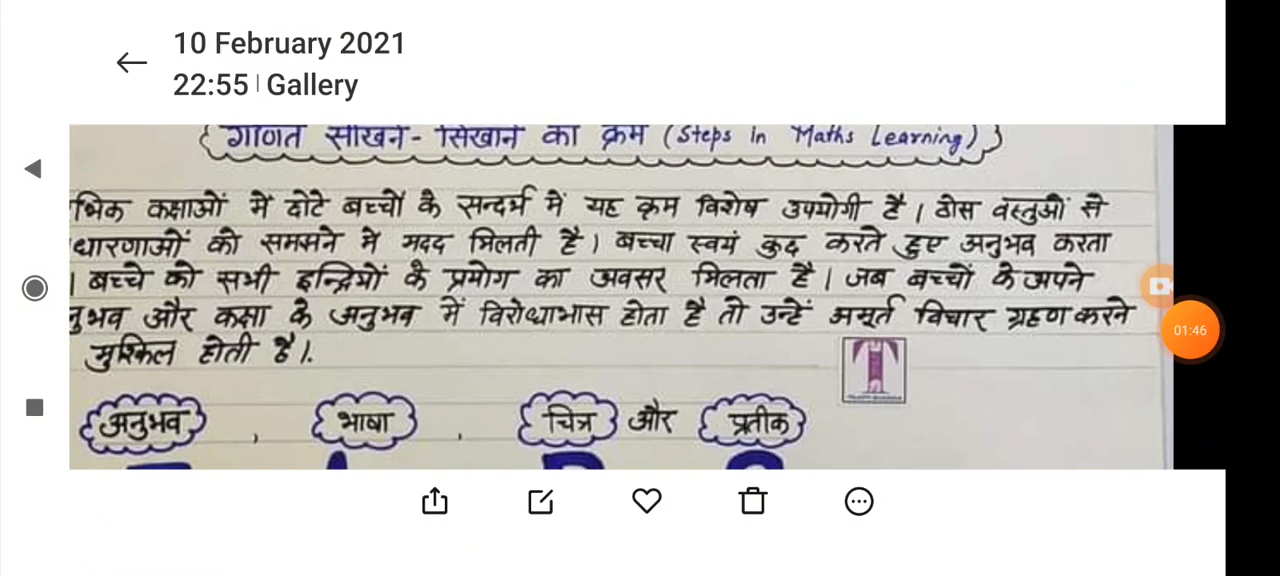 10 February 2021
22:55 | Gallery
गणित सीखने - सिखाने का क्रम (Steps in Maths Learning)
भिक कक्षाओं में छोटे बच्चों के सन्दर्भ में यह क्रम विशेष उपयोगी है। ठोस वस्तुओं से
धारणाओं को समझने मे मदद मिलती है। बच्चा स्वयं कुछ करते हुए अनुभव करता
। बच्चे को सभी इन्द्रियों के प्रयोग का अवसर मिलता है। जब बच्चों के अपने
नुभव और कक्षा के अनुभव में विरोधाभास होता है तो उन्हें अमूर्त विचार ग्रहण करने
मुश्किल होती है।
अनुभव , भाषा , चित्र और प्रतीक
01:46